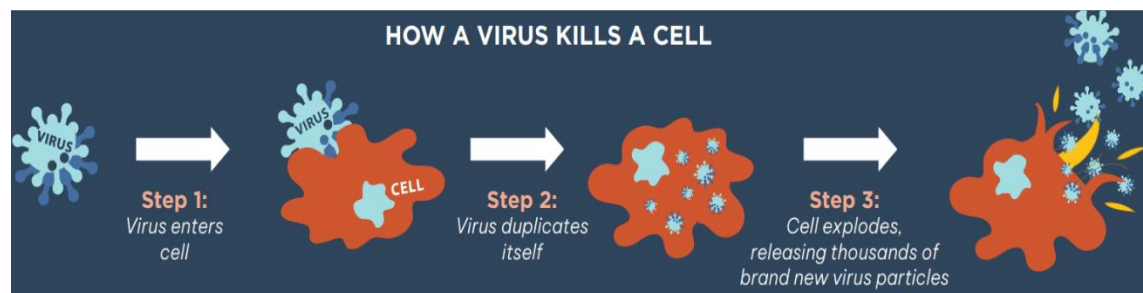 HOW A VIRUS KILLS A CELL
VIRUS
Step 1:
Virus enters
cell
VIRUS
CELL
Step 2:
Virus duplicates
itself
Step 3:
Cell explodes,
releasing thousands of
brand new virus particles